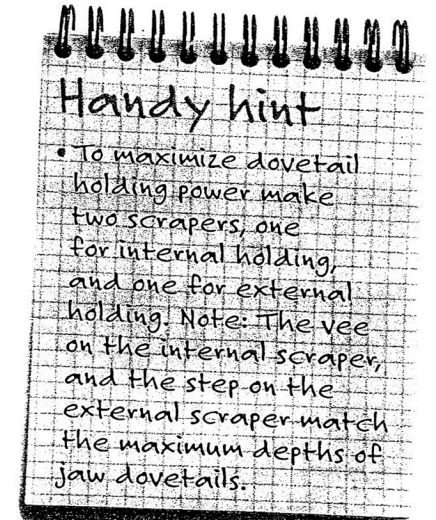 Handy hint
• To maximize dovetail
holding power make
two scrapers, one
for internal holding,
and one for external
holding. Note: The vee
on the internal scraper,
and the step on the
external scraper match
the maximum depths of
jaw dovetails.